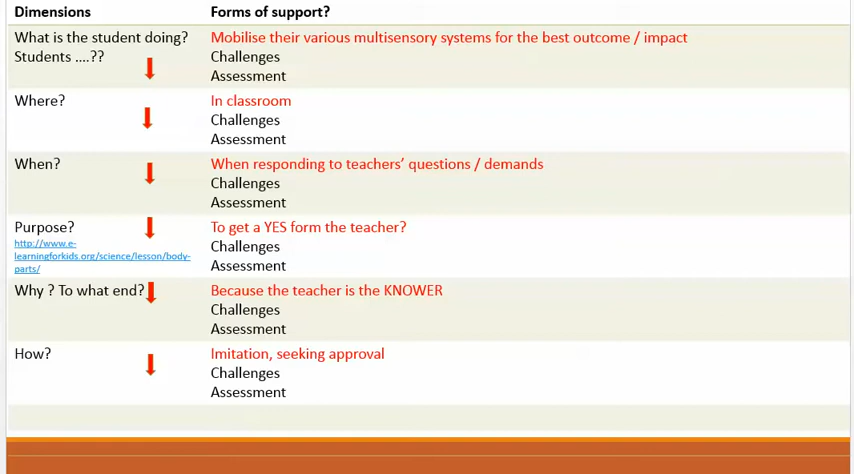 Dimensions
Forms of support?
What is the student doing?
Students ....??
Mobilise their various multisensory systems for the best outcome / impact
Challenges
Assessment
Where?
In classroom
Challenges
Assessment
When?
When responding to teachers’ questions / demands
Challenges
Assessment
Purpose?
http://www.e-
learningforkids.org/science/lesson/body-
parts/
To get a YES form the teacher?
Challenges
Assessment
Why ? To what end?
Because the teacher is the KNOWER
Challenges
Assessment
How?
Imitation, seeking approval
Challenges
Assessment